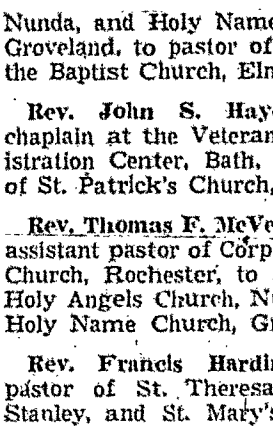 Nunda, and Holy Name
Groveland, to pastor of
the Baptist Church, Elm
Rev. John S. Hay
chaplain at the Veteran
istration Center, Bath,
of St. Patrick's Church,
Rev. Thomas F. McVe
assistant pastor of Corp
Church, Rochester, to
Holy Angels Church, N
Holy Name Church, Gr
Rev. Francis Hardi
pastor of St. Theresa
Stanley, and St. Mary's